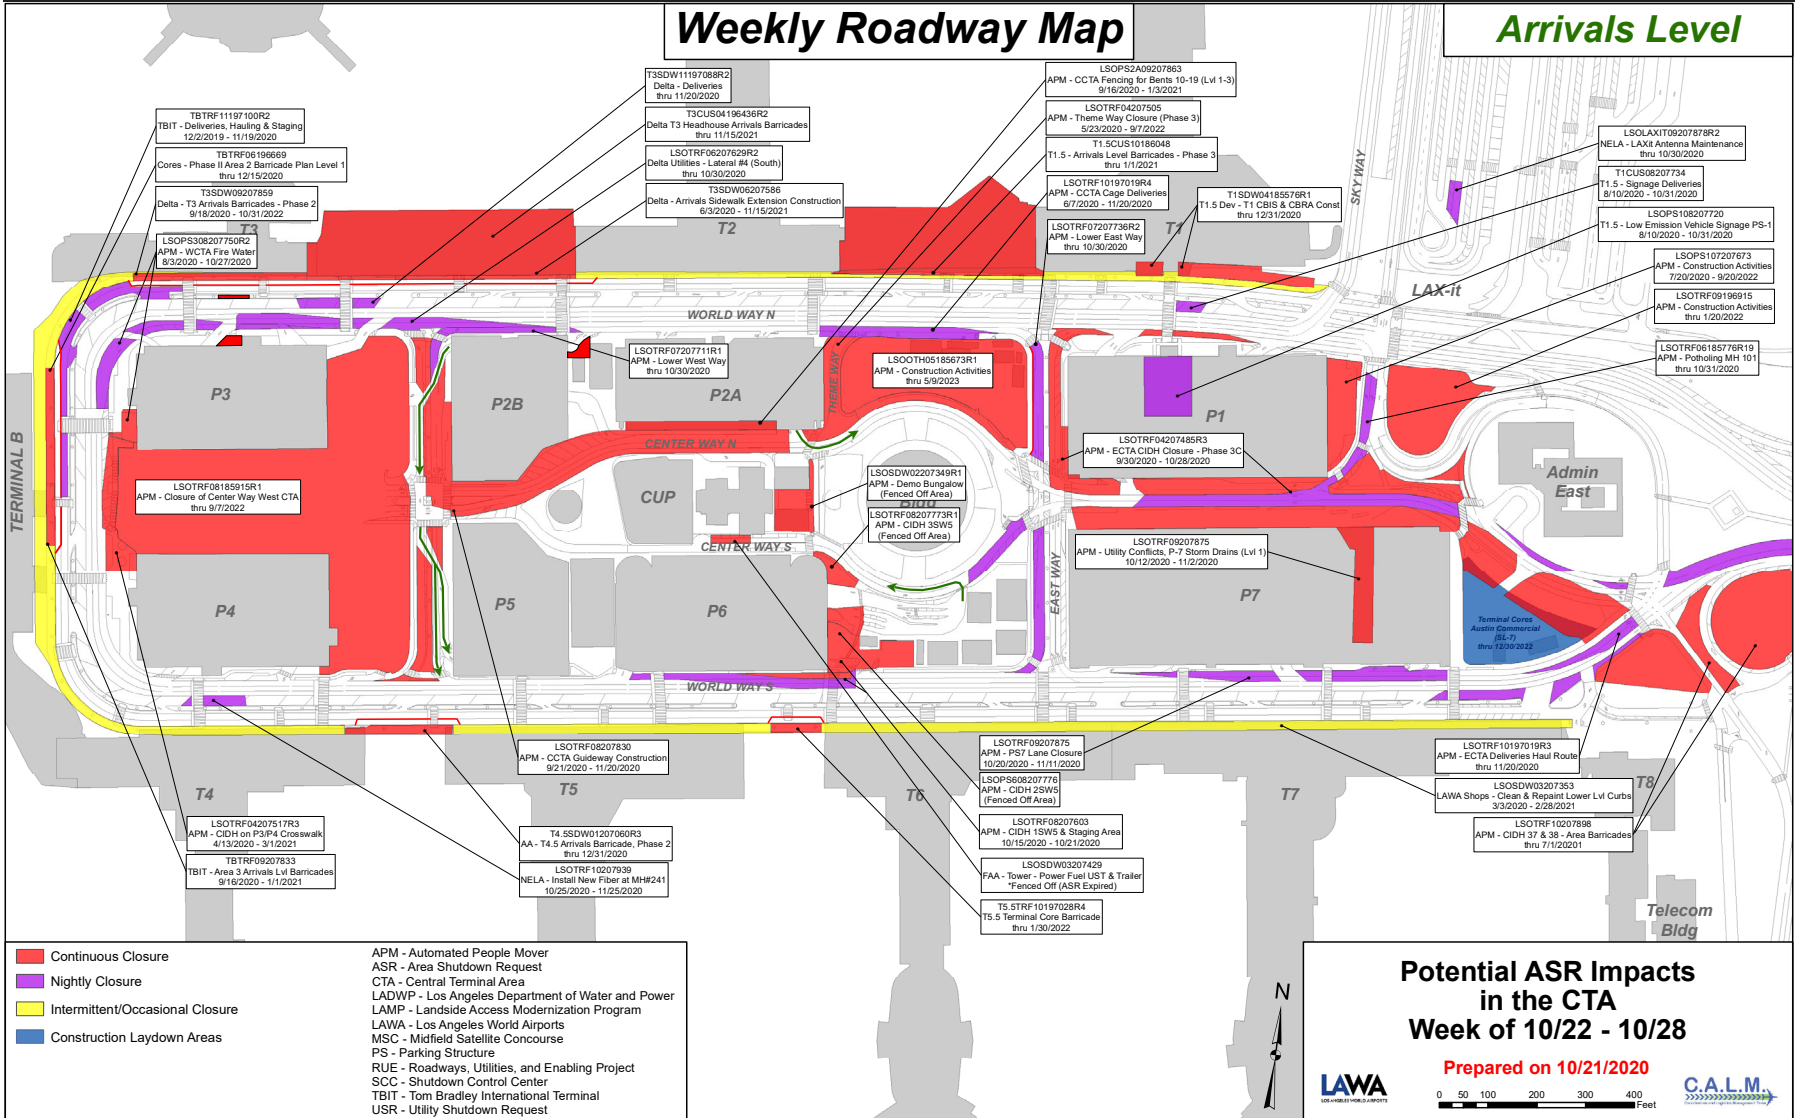 Weekly Roadway Map
Arrivals Level
TBTRF11197100R2
TBIT - Deliveries, Hauling & Staging
12/2/2019 - 11/19/2020
TBTRF06196669
Cores - Phase II Area 2 Barricade Plan Level 1
thru 12/15/2020
T3SDW09207859
Delta - T3 Arrivals Barricades - Phase 2
9/18/2020 - 10/31/2022
LSOPS308207750R2
APM - WCTA Fire Water
8/3/2020 - 10/27/2020
T3SDW11197088R2
Delta - Deliveries
thru 11/20/2020
T3CUS04196436R2
Delta T3 Headhouse Arrivals Barricades
thru 11/15/2021
LSOTRF06207629R2
Delta Utilities - Lateral #4 (South)
thru 10/30/2020
T3SDW06207586
Delta - Arrivals Sidewalk Extension Construction
6/3/2020 - 11/15/2021
LSOPS2A09207863
APM - CCTA Fencing for Bents 10-19 (Lvl 1-3)
9/16/2020 - 1/3/2021
LSOTRF04207505
APM - Theme Way Closure (Phase 3)
5/23/2020 - 9/7/2022
T1.5CUS10186048
T1.5 - Arrivals Level Barricades - Phase 3
thru 1/1/2021
LSOTRF10197019R4
APM - CCTA Cage Deliveries
6/7/2020 - 11/20/2020
LSOTRF07207736R2
APM - Lower East Way
thru 10/30/2020
T1SDW04185576R1
T1.5 Dev - T1 CBIS & CBRA Const
thru 12/31/2020
LSOLAXIT09207878R2
NELA - LAXit Antenna Maintenance
thru 10/30/2020
T1CUS08207734
T1.5 - Signage Deliveries
8/10/2020 - 10/31/2020
LSOPS108207720
T1.5 - Low Emission Vehicle Signage PS-1
8/10/2020 - 10/31/2020
LSOPS107207673
APM - Construction Activities
7/20/2020 - 9/20/2022
LSOTRF09196915
APM - Construction Activities
thru 1/20/2022
LSOTRF06185776R19
APM - Potholing MH 101
thru 10/31/2020
T3
T2
T1
SKY WAY
LAX-it
WORLD WAY N
LSOTRF07207711R1
APM - Lower West Way
thru 10/30/2020
LSOOTH05185673R1
APM - Construction Activities
thru 5/9/2023
THEME WAY
P3
P2B
P2A
P1
CENTER WAY N
LSOTRF04207485R3
APM - ECTA CIDH Closure - Phase 3C
9/30/2020 - 10/28/2020
TERMINAL B
LSOTRF08185915R1
APM - Closure of Center Way West CTA
thru 9/7/2022
CUP
LSOSDW02207349R1
APM - Demo Bungalow
(Fenced Off Area)
Bldg
LSOTRF08207773R1
APM - CIDH 3SW5
(Fenced Off Area)
Admin
East
CENTER WAY S
EAST WAY
LSOTRF09207875
APM - Utility Conflicts, P-7 Storm Drains (Lvl 1)
10/12/2020 - 11/2/2020
P4
P5
P6
P7
Terminal Cores
Austin Commercial
(SL-7)
thru 12/30/2022
WORLD WAY S
LSOTRF08207830
APM - CCTA Guideway Construction
9/21/2020 - 11/20/2020
LSOTRF09207875
APM - PS7 Lane Closure
10/20/2020 - 11/11/2020
LSOPS608207776
APM - CIDH 2SW5
(Fenced Off Area)
LSOTRF10197019R3
APM - ECTA Deliveries Haul Route
thru 11/20/2020
LSOSDW03207353
LAWA Shops - Clean & Repaint Lower Lvl Curbs
3/3/2020 - 2/28/2021
LSOTRF10207898
APM - CIDH 37 & 38 - Area Barricades
thru 7/1/20201
T4
T5
T6
T7
T8
LSOTRF04207517R3
APM - CIDH on P3/P4 Crosswalk
4/13/2020 - 3/1/2021
TBTRF09207833
TBIT - Area 3 Arrivals Lvl Barricades
9/16/2020 - 1/1/2021
T4.5SDW01207060R3
AA - T4.5 Arrivals Barricade, Phase 2
thru 12/31/2020
LSOTRF10207939
NELA - Install New Fiber at MH#241
10/25/2020 - 11/25/2020
LSOTRF08207603
APM - CIDH 1SW5 & Staging Area
10/15/2020 - 10/21/2020
LSOSDW03207429
FAA - Tower - Power Fuel UST & Trailer
*Fenced Off (ASR Expired)
T5.5TRF10197028R4
T5.5 Terminal Core Barricade
thru 1/30/2022
Telecom
Bldg
Continuous Closure
Nightly Closure
Intermittent/Occasional Closure
Construction Laydown Areas
APM - Automated People Mover
ASR - Area Shutdown Request
CTA - Central Terminal Area
LADWP - Los Angeles Department of Water and Power
LAMP - Landside Access Modernization Program
LAWA - Los Angeles World Airports
MSC - Midfield Satellite Concourse
PS - Parking Structure
RUE - Roadways, Utilities, and Enabling Project
SCC - Shutdown Control Center
TBIT - Tom Bradley International Terminal
USR - Utility Shutdown Request
N
Potential ASR Impacts
in the CTA
Week of 10/22 - 10/28
Prepared on 10/21/2020
LAWA
LOS ANGELES WORLD AIRPORTS
0 50 100 200 300 400
Feet
C.A.L.M.